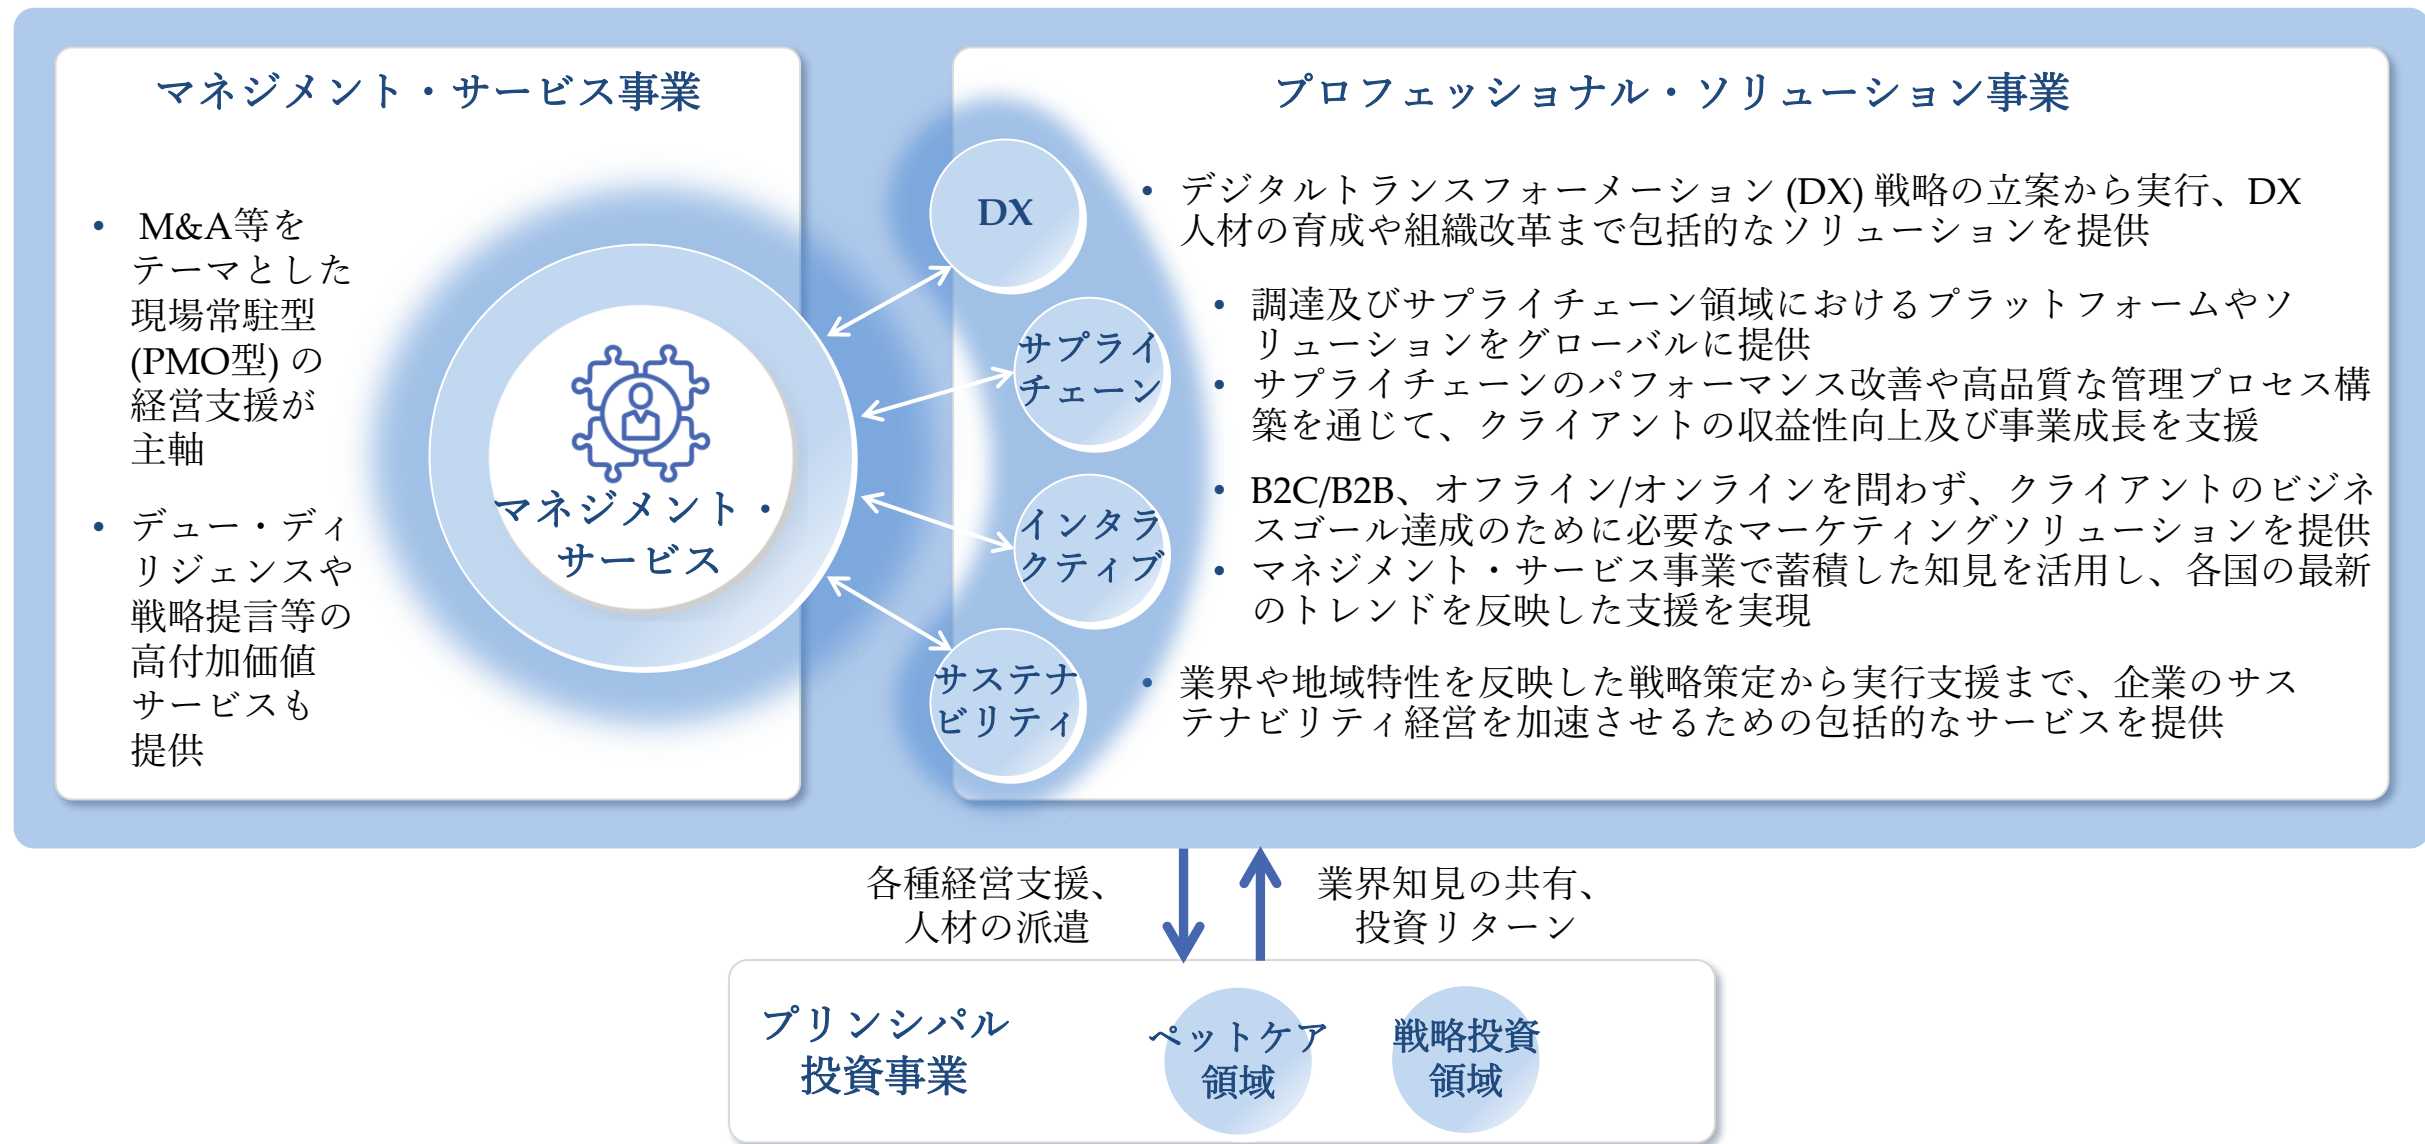 マネジメント・サービス事業
• M&A等を
テーマとした
現場常駐型
(PMO型) の
経営支援が
主軸
• デュー・ディ
リジェンスや
戦略提言等の
高付加価値
サービスも
提供
マネジメント・
サービス
プロフェッショナル・ソリューション事業
DX
• デジタルトランスフォーメーション (DX) 戦略の立案から実行、DX
人材の育成や組織改革まで包括的なソリューションを提供
サプライ
チェーン
• 調達及びサプライチェーン領域におけるプラットフォームやソ
リューションをグローバルに提供
• サプライチェーンのパフォーマンス改善や高品質な管理プロセス構
築を通じて、クライアントの収益性向上及び事業成長を支援
インタラ
クティブ
• B2C/B2B、オフライン/オンラインを問わず、クライアントのビジネ
スゴール達成のために必要なマーケティングソリューションを提供
• マネジメント・サービス事業で蓄積した知見を活用し、各国の最新
のトレンドを反映した支援を実現
サステナ
ビリティ
• 業界や地域特性を反映した戦略策定から実行支援まで、企業のサス
テナビリティ経営を加速させるための包括的なサービスを提供
各種経営支援、
人材の派遣
業界知見の共有、
投資リターン
プリンシパル
投資事業
ペットケア
領域
戦略投資
領域